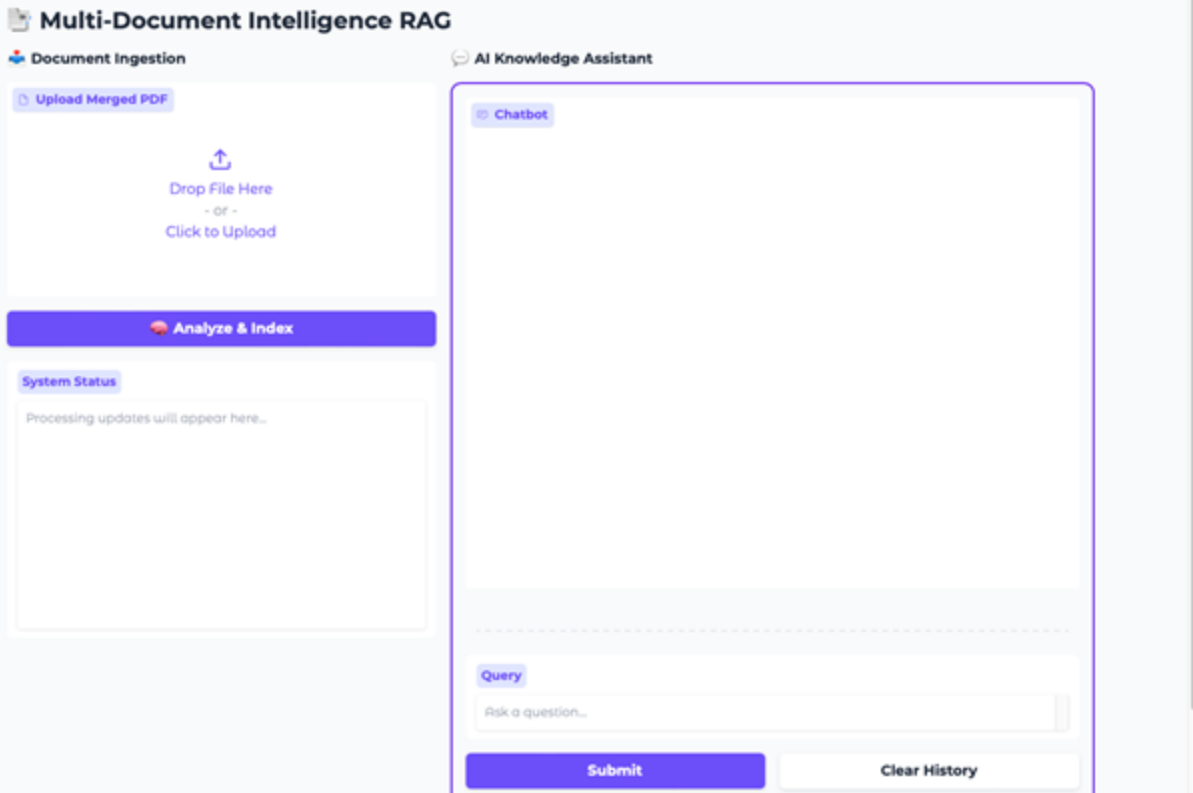 Multi-Document Intelligence RAG
Document Ingestion
Upload Merged PDF
Drop File Here
- or -
Click to Upload
Analyze & Index
System Status
Processing updates will appear here...
AI Knowledge Assistant
Chatbot
Query
Ask a question...
Submit
Clear History